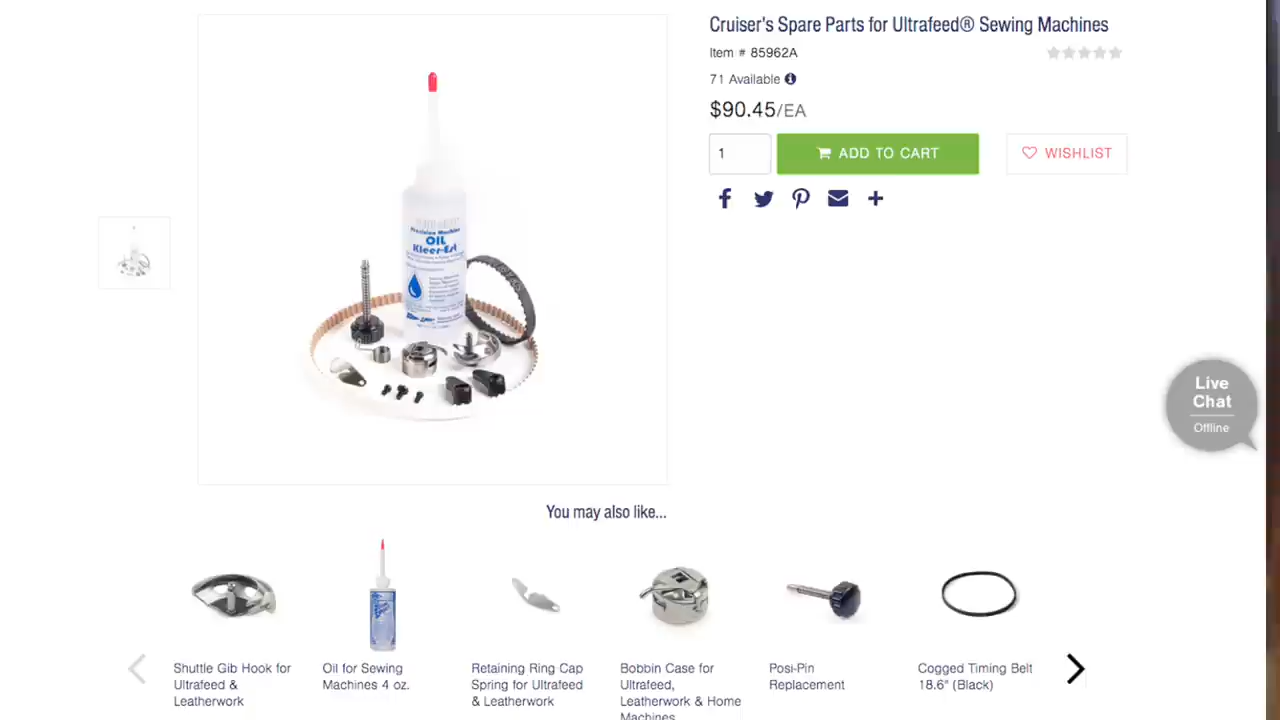 Cruiser's Spare Parts for Ultrafeed® Sewing Machines
Item # 85962A
71 Available
$90.45/EA
1
ADD TO CART
WISHLIST
Precision Machine
OIL
Kleer-Est
Live
Chat
Offline
You may also like...
Shuttle Gib Hook for
Ultrafeed &
Leatherwork
Oil for Sewing
Machines 4 oz.
Retaining Ring Cap
Spring for Ultrafeed
& Leatherwork
Bobbin Case for
Ultrafeed,
Leatherwork & Home
Machines
Posi-Pin
Replacement
Cogged Timing Belt
18.6" (Black)